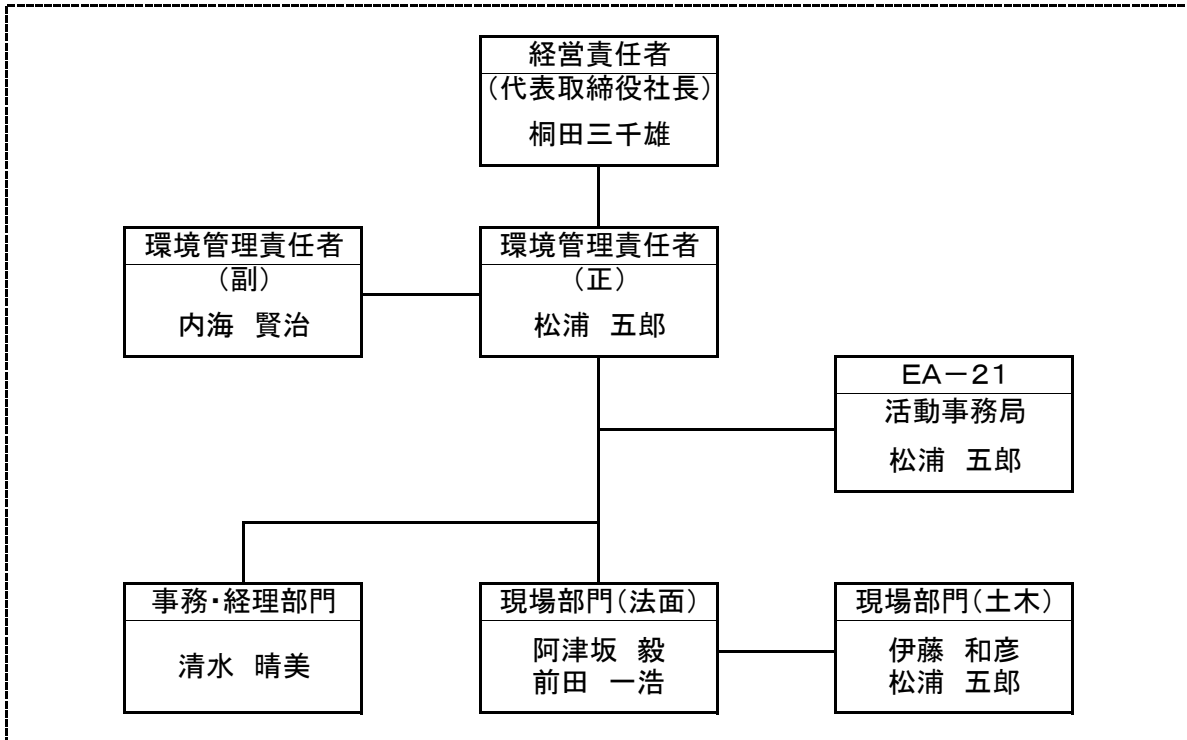 経営責任者
(代表取締役社長)
桐田三千雄
環境管理責任者
(副)
内海 賢治
環境管理責任者
(正)
松浦 五郎
EA-21
活動事務局
松浦 五郎
事務・経理部門
清水 晴美
現場部門(法面)
阿津坂 毅
前田 一浩
現場部門(土木)
伊藤 和彦
松浦 五郎